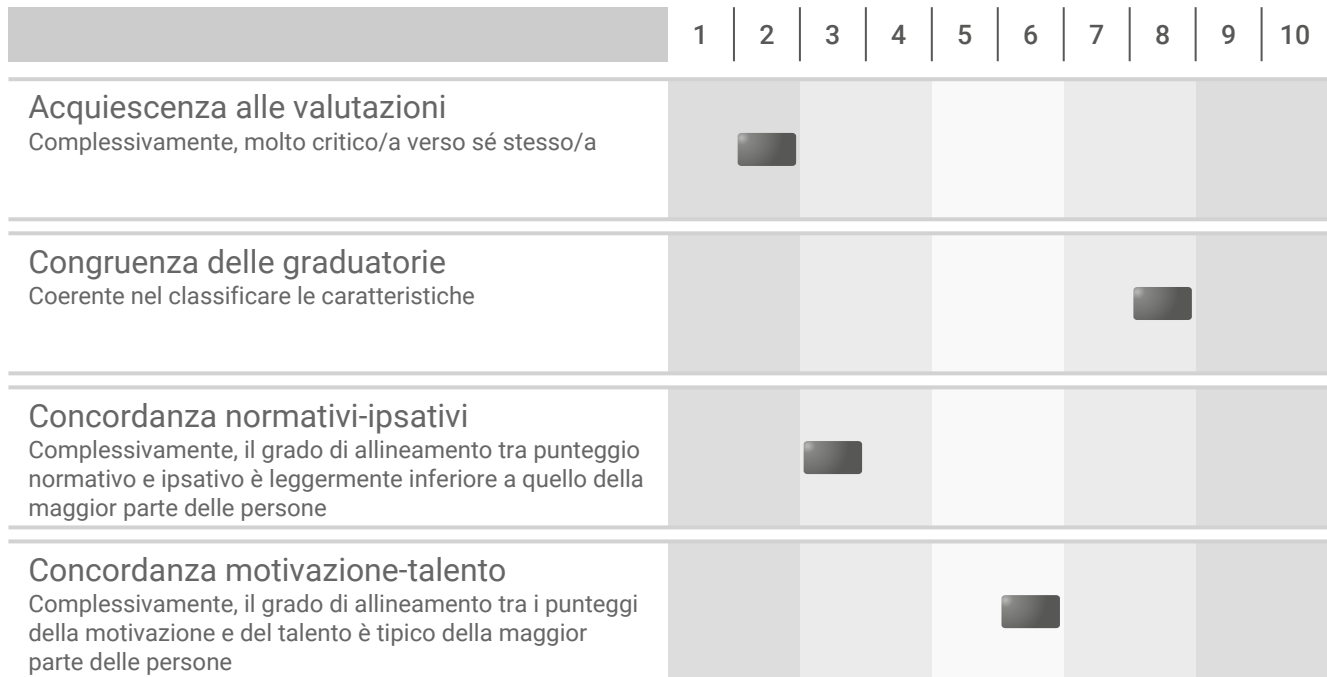 1 2 3 4 5 6 7 8 9 10
Acquiescenza alle valutazioni
Complessivamente, molto critico/a verso sé stesso/a
Congruenza delle graduatorie
Coerente nel classificare le caratteristiche
Concordanza normativi-ipsativi
Complessivamente, il grado di allineamento tra punteggio
normativo e ipsativo è leggermente inferiore a quello della
maggior parte delle persone
Concordanza motivazione-talento
Complessivamente, il grado di allineamento tra i punteggi
della motivazione e del talento è tipico della maggior
parte delle persone